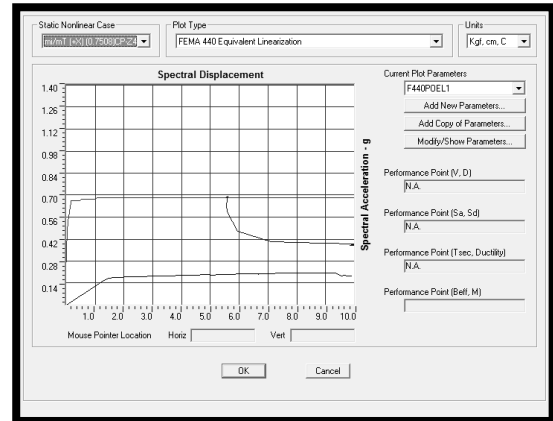 Static Nonlinear Case
Plot Type
Units
FEMA 440 Equivalent Linearization
Kgf, cm, C
Spectral Displacement
Current Plot Parameters
F440POEL1
Add New Parameters...
Add Copy of Parameters...
Modify/Show Parameters...
1.40
1.26
1.12
0.98
0.84
0.70
0.56
0.42
0.28
0.14
1.0 2.0 3.0 4.0 5.0 6.0 7.0 8.0 9.0 10.0
Spectral Acceleration - g
Performance Point (V, D)
N.A.
Performance Point (Sa, Sd)
N.A.
Performance Point (Tsec, Ductility)
N.A.
Performance Point (Beff, M)
Mouse Pointer Location Horiz Vert
OK Cancel